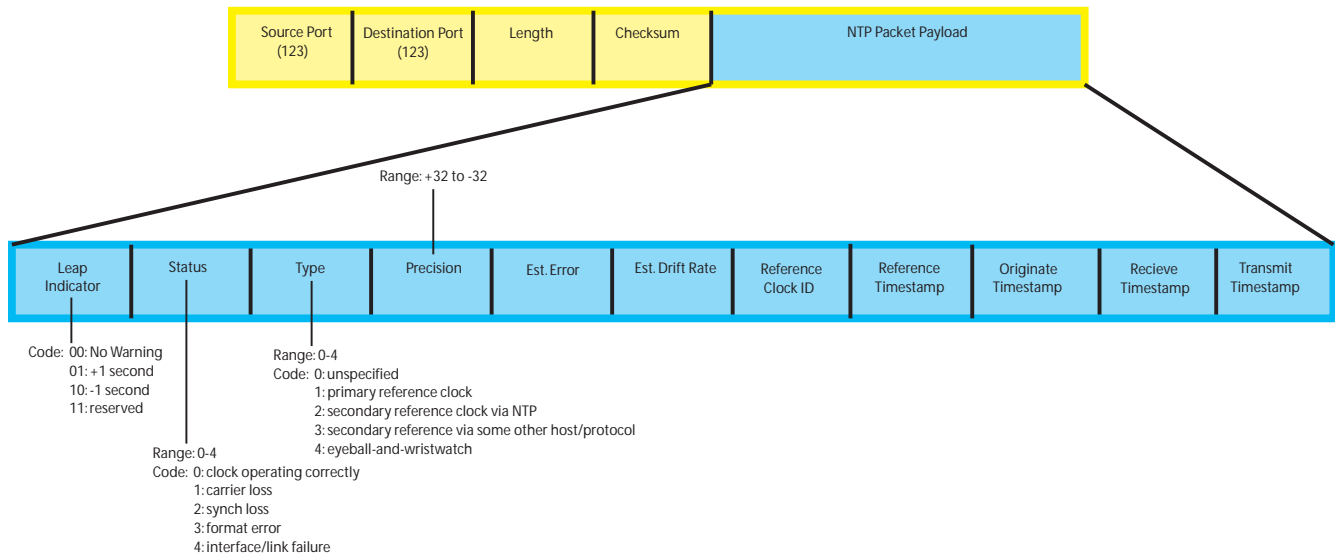 Source Port
(123)
Destination Port
(123)
Length
Checksum
NTP Packet Payload
Range: +32 to -32
Leap
Indicator
Status
Type
Precision
Est. Error
Est. Drift Rate
Reference
Clock ID
Reference
Timestamp
Originate
Timestamp
Recieve
Timestamp
Transmit
Timestamp
Code: 00: No Warning
01: +1 second
10: -1 second
11: reserved
Range: 0-4
Code: 0: unspecified
1: primary reference clock
2: secondary reference clock via NTP
3: secondary reference via some other host/protocol
4: eyeball-and-wristwatch
Range: 0-4
Code: 0: clock operating correctly
1: carrier loss
2: synch loss
3: format error
4: interface/link failure